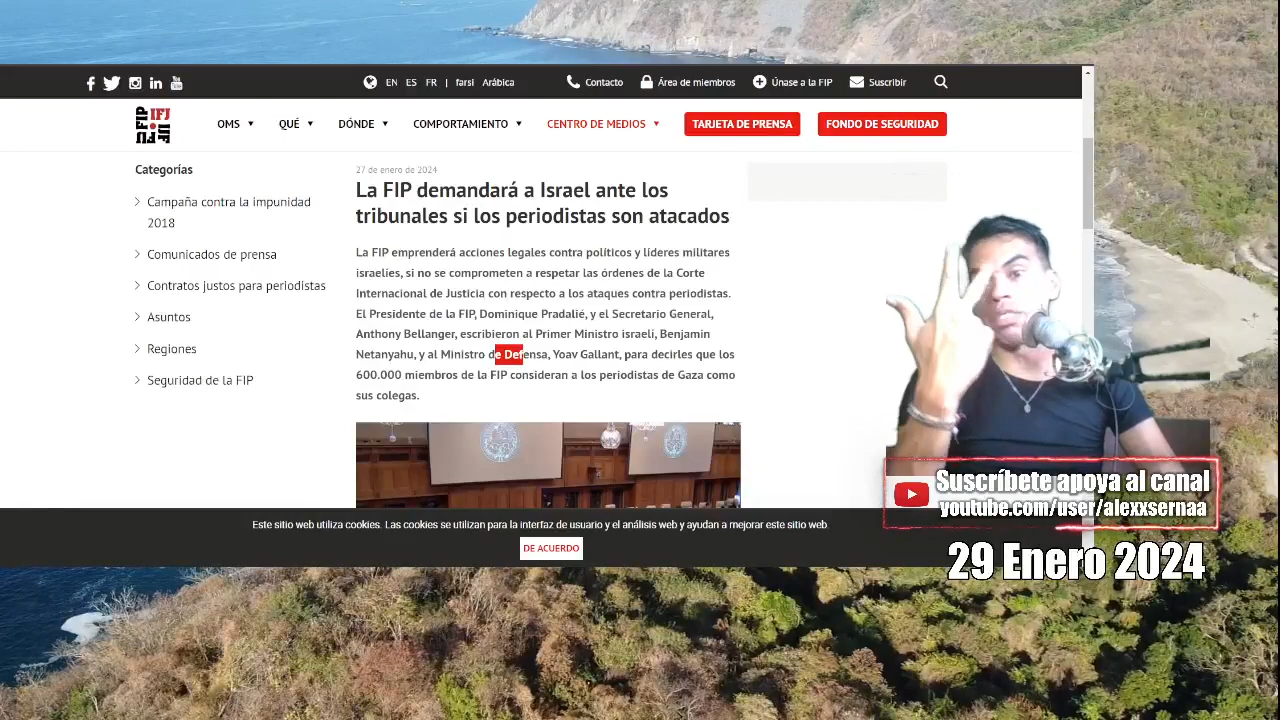 EN ES FR | farsi Arábica Contacto Área de miembros Únase a la FIP Suscribir
FIP IFJ
OMS QUÉ DÓNDE COMPORTAMIENTO CENTRO DE MEDIOS TARJETA DE PRENSA FONDO DE SEGURIDAD
Categorías
Campaña contra la impunidad
2018
Comunicados de prensa
Contratos justos para periodistas
Asuntos
Regiones
Seguridad de la FIP
27 de enero de 2024
La FIP demandará a Israel ante los
tribunales si los periodistas son atacados
La FIP emprenderá acciones legales contra políticos y líderes militares
israelíes si no se comprometen a respetar las órdenes de la Corte
Internacional de Justicia con respecto a los ataques contra periodistas.
El Presidente de la FIP, Dominique Pradalié, y el Secretario General,
Anthony Bellanger, escribieron al Primer Ministro israelí, Benjamin
Netanyahu, y al Ministro de Defensa, Yoav Gallant, para decirles que los
600.000 miembros de la FIP consideran a los periodistas de Gaza como
sus colegas.
Este sitio web utiliza cookies. Las cookies se utilizan para la interfaz de usuario y el análisis web y ayudan a mejorar este sitio web.
DE ACUERDO
Suscríbete apoya al canal
youtube.com/user/alexxsernaa
29 Enero 2024